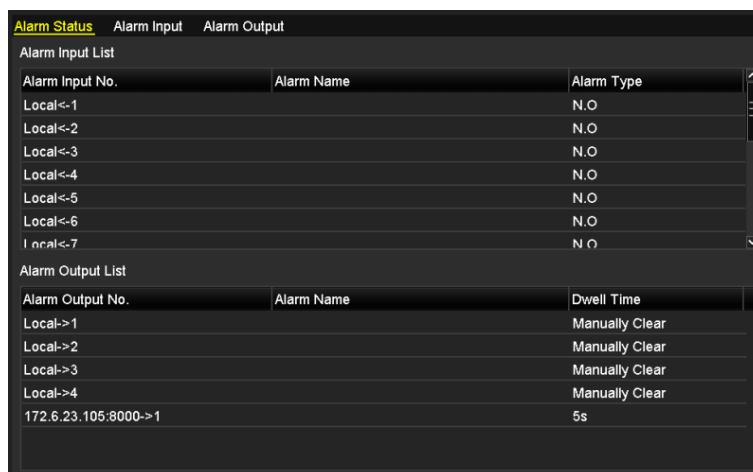 Alarm Status Alarm Input Alarm Output
Alarm Input List
Alarm Input No. Alarm Name Alarm Type
Local<-1 N.O
Local<-2 N.O
Local<-3 N.O
Local<-4 N.O
Local<-5 N.O
Local<-6 N.O
Local<-7 N.O
Alarm Output List
Alarm Output No. Alarm Name Dwell Time
Local->1 Manually Clear
Local->2 Manually Clear
Local->3 Manually Clear
Local->4 Manually Clear
172.6.23.105:8000->1 5s